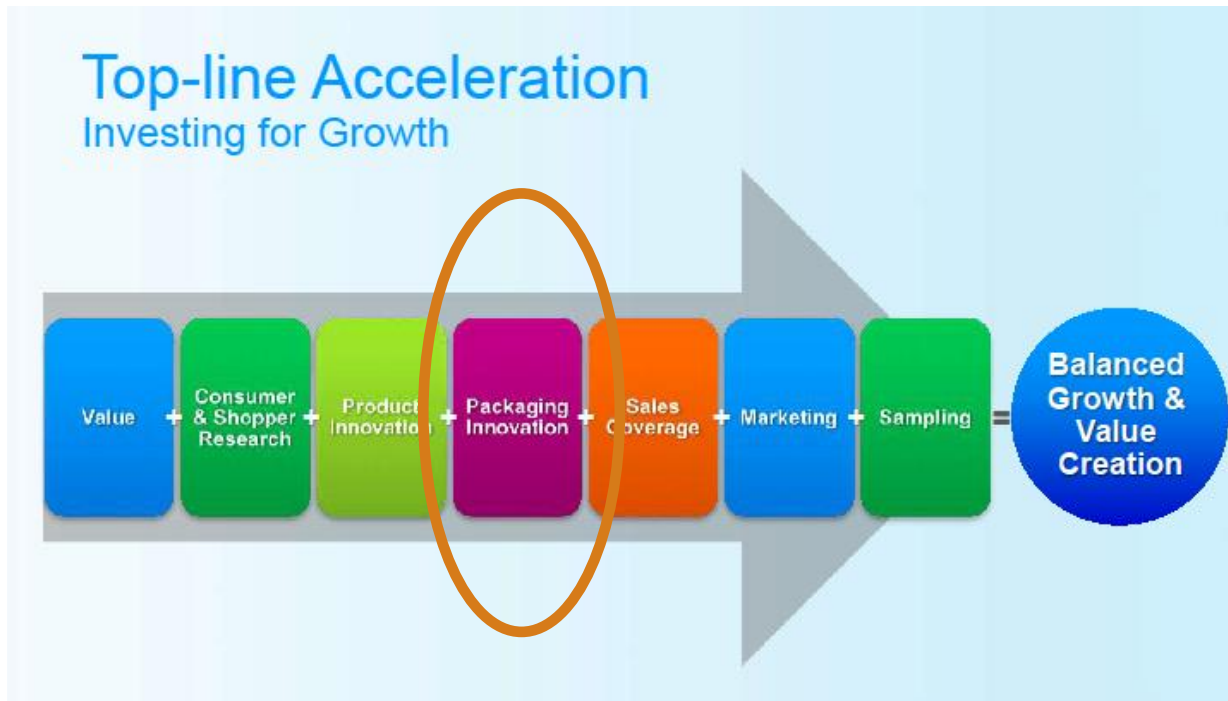 Top-line Acceleration
Investing for Growth
Value
+
Consumer
& Shopper
Research
+
Product
Innovation
+
Packaging
Innovation
+
Sales
Coverage
+
Marketing
+
Sampling
=
Balanced
Growth &
Value
Creation